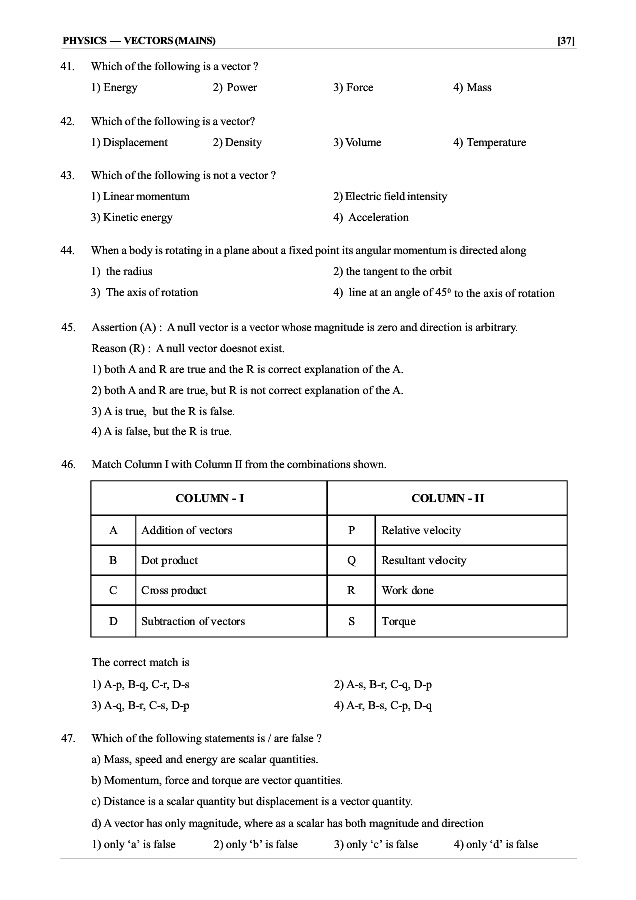 PHYSICS — VECTORS (MAINS) [37]
41. Which of the following is a vector ?
1) Energy 2) Power 3) Force 4) Mass
42. Which of the following is a vector?
1) Displacement 2) Density 3) Volume 4) Temperature
43. Which of the following is not a vector ?
1) Linear momentum 2) Electric field intensity
3) Kinetic energy 4) Acceleration
44. When a body is rotating in a plane about a fixed point its angular momentum is directed along
1) the radius 2) the tangent to the orbit
3) The axis of rotation 4) line at an angle of 45⁰ to the axis of rotation
45. Assertion (A) : A null vector is a vector whose magnitude is zero and direction is arbitrary.
Reason (R) : A null vector doesnot exist.
1) both A and R are true and the R is correct explanation of the A.
2) both A and R are true, but R is not correct explanation of the A.
3) A is true, but the R is false.
4) A is false, but the R is true.
46. Match Column I with Column II from the combinations shown.
COLUMN - I COLUMN - II
A Addition of vectors P Relative velocity
B Dot product Q Resultant velocity
C Cross product R Work done
D Subtraction of vectors S Torque
The correct match is
1) A-p, B-q, C-r, D-s 2) A-s, B-r, C-q, D-p
3) A-q, B-r, C-s, D-p 4) A-r, B-s, C-p, D-q
47. Which of the following statements is / are false ?
a) Mass, speed and energy are scalar quantities.
b) Momentum, force and torque are vector quantities.
c) Distance is a scalar quantity but displacement is a vector quantity.
d) A vector has only magnitude, where as a scalar has both magnitude and direction
1) only ‘a’ is false 2) only ‘b’ is false 3) only ‘c’ is false 4) only ‘d’ is false